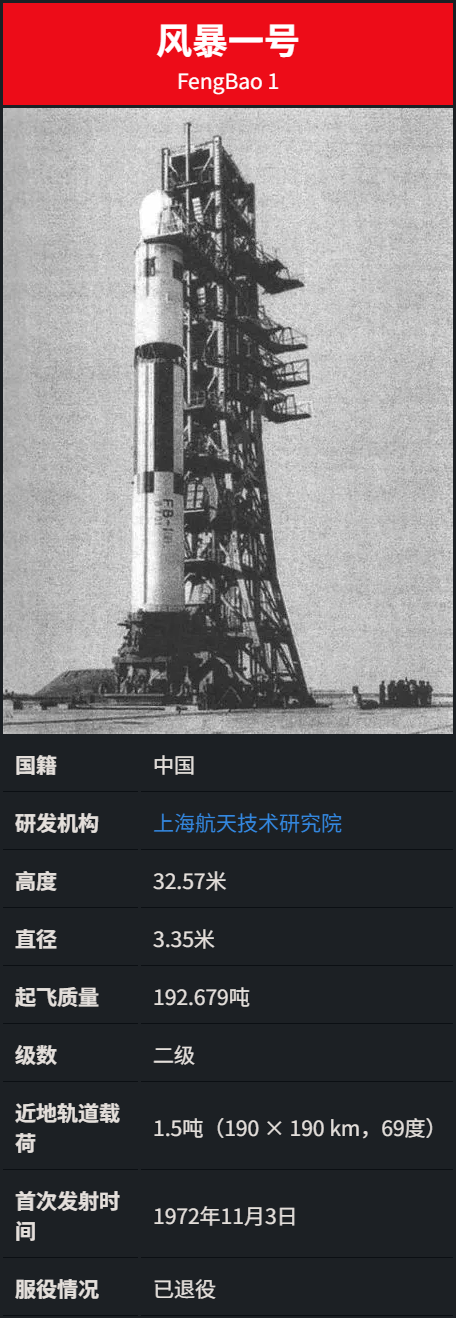 风暴一号
FengBao 1
FB-1
国籍 中国
研发机构 上海航天技术研究院
高度 32.57米
直径 3.35米
起飞质量 192.679吨
级数 二级
近地轨道载
荷 1.5吨（190 × 190 km，69度）
首次发射时
间 1972年11月3日
服役情况 已退役